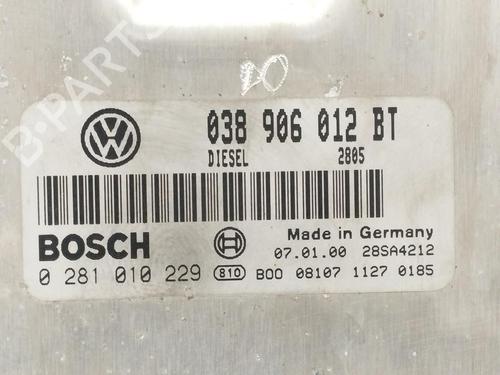 B-PARTS
038 906 012 BT
DIESEL 2805
BOSCH
Made in Germany
07.01.00 28SA4212
0 281 010 229 810 B00 08107 1127 0185